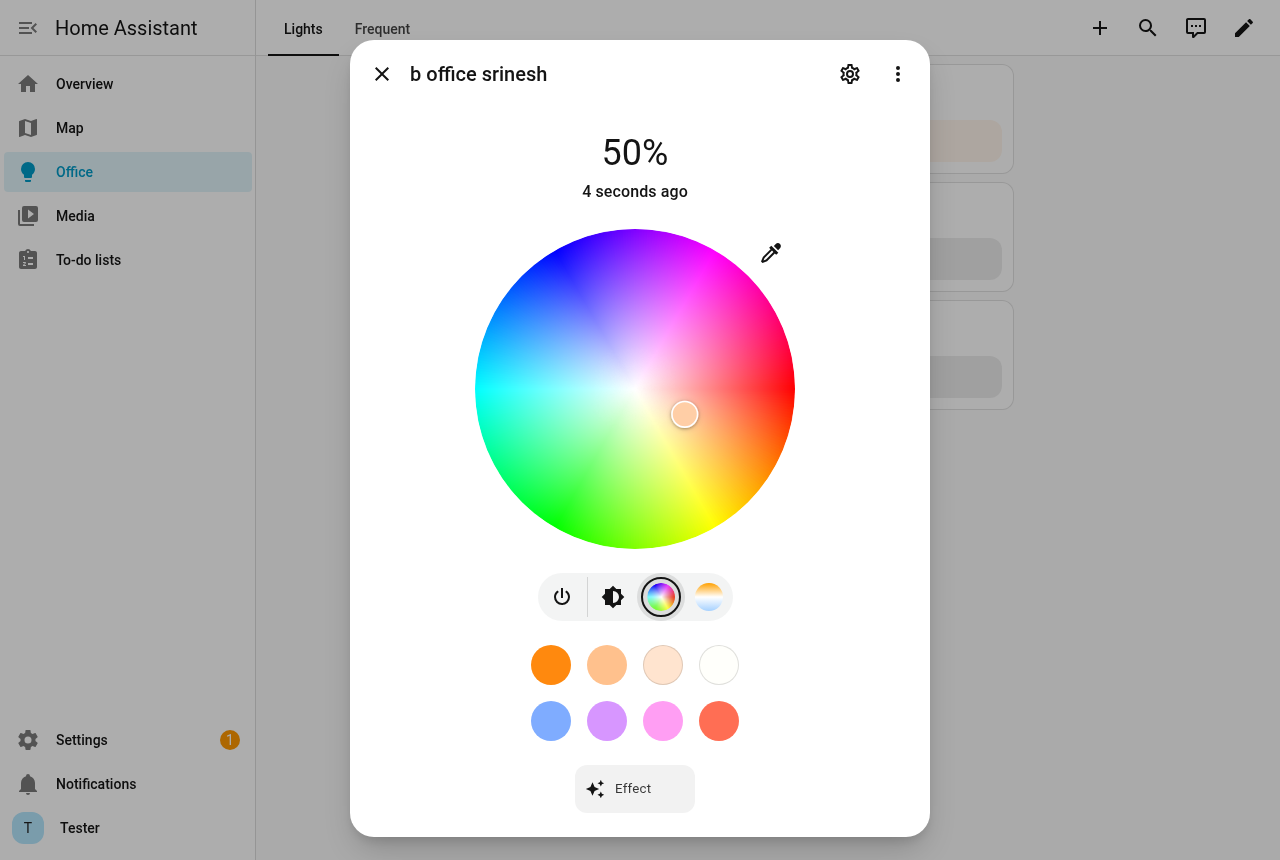 Home Assistant
Lights
Frequent
Overview
Map
Office
Media
To-do lists
Settings
1
Notifications
T
Tester
b office srinesh
50%
4 seconds ago
Effect